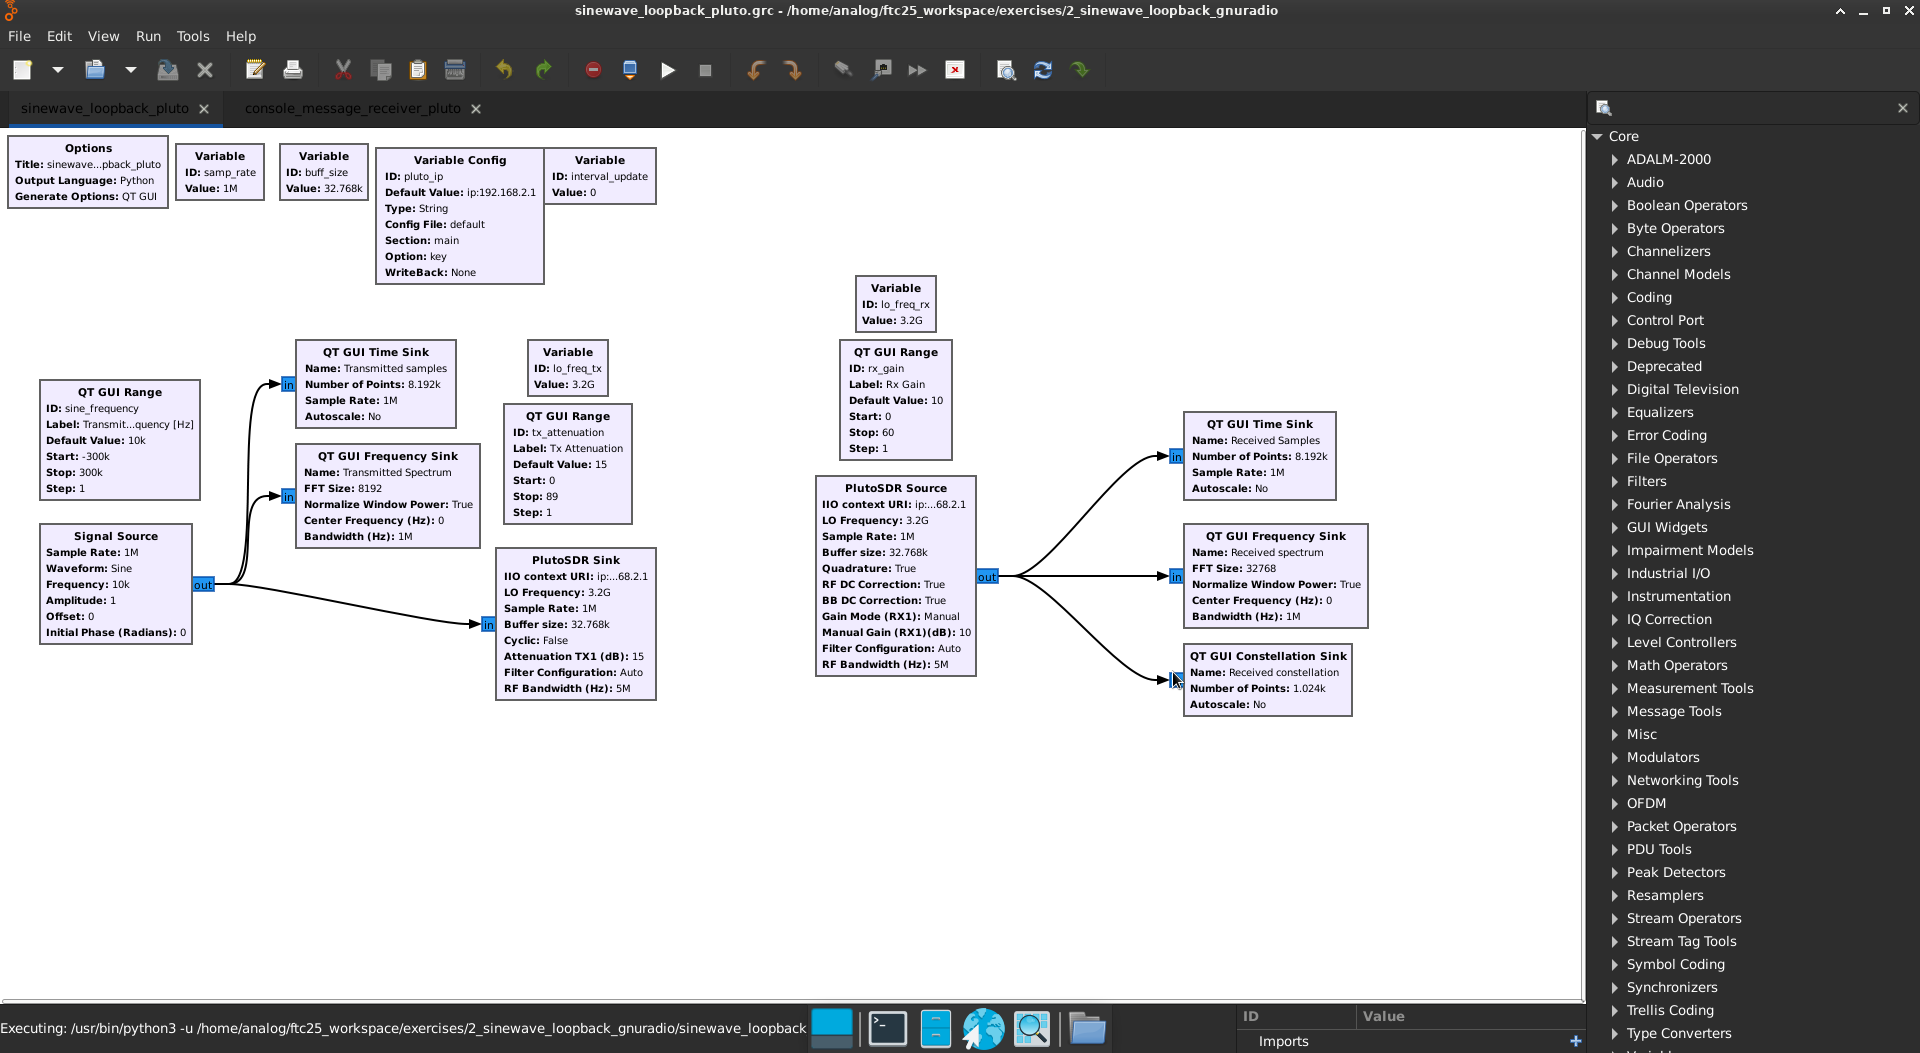 sinewave_loopback_pluto.grc - /home/analog/ftc25_workspace/exercises/2_sinewave_loopback_gnuradio
File Edit View Run Tools Help
sinewave_loopback_pluto
console_message_receiver_pluto
Options
Title: sinewave...pback_pluto
Output Language: Python
Generate Options: QT GUI
Variable
ID: samp_rate
Value: 1M
Variable
ID: buff_size
Value: 32.768k
Variable Config
ID: pluto_ip
Default Value: ip:192.168.2.1
Type: String
Config File: default
Section: main
Option: key
WriteBack: None
Variable
ID: interval_update
Value: 0
QT GUI Range
ID: sine_frequency
Label: Transmit...quency [Hz]
Default Value: 10k
Start: -300k
Stop: 300k
Step: 1
Signal Source
Sample Rate: 1M
Waveform: Sine
Frequency: 10k
Amplitude: 1
Offset: 0
Initial Phase (Radians): 0
out
in
QT GUI Time Sink
Name: Transmitted samples
Number of Points: 8.192k
Sample Rate: 1M
Autoscale: No
in
QT GUI Frequency Sink
Name: Transmitted Spectrum
FFT Size: 8192
Normalize Window Power: True
Center Frequency (Hz): 0
Bandwidth (Hz): 1M
Variable
ID: lo_freq_tx
Value: 3.2G
QT GUI Range
ID: tx_attenuation
Label: Tx Attenuation
Default Value: 15
Start: 0
Stop: 89
Step: 1
in
PlutoSDR Sink
IIO context URI: ip:...68.2.1
LO Frequency: 3.2G
Sample Rate: 1M
Buffer size: 32.768k
Cyclic: False
Attenuation TX1 (dB): 15
Filter Configuration: Auto
RF Bandwidth (Hz): 5M
Variable
ID: lo_freq_rx
Value: 3.2G
QT GUI Range
ID: rx_gain
Label: Rx Gain
Default Value: 10
Start: 0
Stop: 60
Step: 1
PlutoSDR Source
IIO context URI: ip:...68.2.1
LO Frequency: 3.2G
Sample Rate: 1M
Buffer size: 32.768k
Quadrature: True
RF DC Correction: True
BB DC Correction: True
Gain Mode (RX1): Manual
Manual Gain (RX1)(dB): 10
Filter Configuration: Auto
RF Bandwidth (Hz): 5M
out
in
QT GUI Time Sink
Name: Received Samples
Number of Points: 8.192k
Sample Rate: 1M
Autoscale: No
in
QT GUI Frequency Sink
Name: Received spectrum
FFT Size: 32768
Normalize Window Power: True
Center Frequency (Hz): 0
Bandwidth (Hz): 1M
QT GUI Constellation Sink
Name: Received constellation
Number of Points: 1.024k
Autoscale: No
Core
ADALM-2000
Audio
Boolean Operators
Byte Operators
Channelizers
Channel Models
Coding
Control Port
Debug Tools
Deprecated
Digital Television
Equalizers
Error Coding
File Operators
Filters
Fourier Analysis
GUI Widgets
Impairment Models
Industrial I/O
Instrumentation
IQ Correction
Level Controllers
Math Operators
Measurement Tools
Message Tools
Misc
Modulators
Networking Tools
OFDM
Packet Operators
PDU Tools
Peak Detectors
Resamplers
Stream Operators
Stream Tag Tools
Symbol Coding
Synchronizers
Trellis Coding
Type Converters
Executing: /usr/bin/python3 -u /home/analog/ftc25_workspace/exercises/2_sinewave_loopback_gnuradio/sinewave_loopback
ID Value
Imports